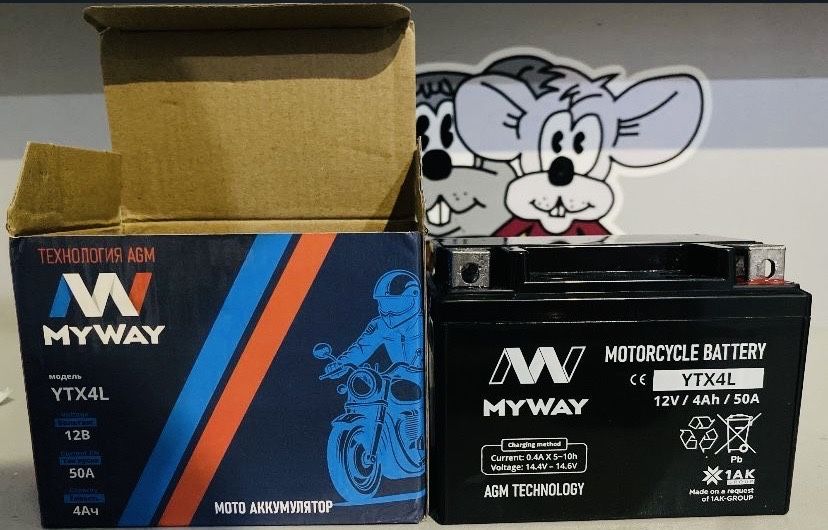 ТЕХНОЛОГИЯ AGM
MYWAY
модель
YTX4L
12В
50А
4Ач
МОТО АККУМУЛЯТОР
MYWAY
MOTORCYCLE BATTERY
CE YTX4L
12V / 4Ah / 50A
Charging method
Current: 0.4A X 5~10h
Voltage: 14.4V – 14.6V
AGM TECHNOLOGY
Pb
1AK
GROUP
Made on a request
of 1AK-GROUP